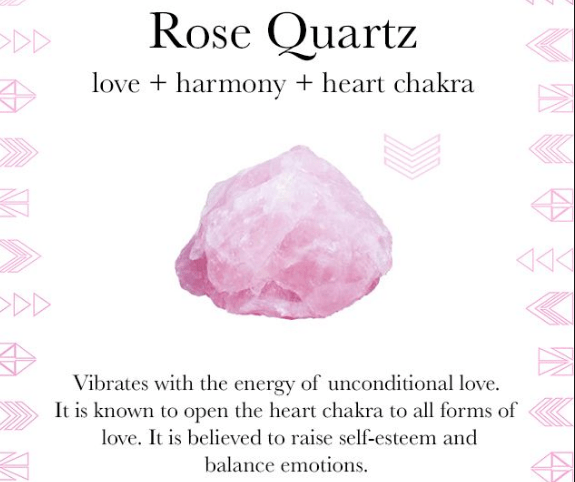 Rose Quartz
love + harmony + heart chakra
Vibrates with the energy of unconditional love.
It is known to open the heart chakra to all forms of
love. It is believed to raise self-esteem and
balance emotions.